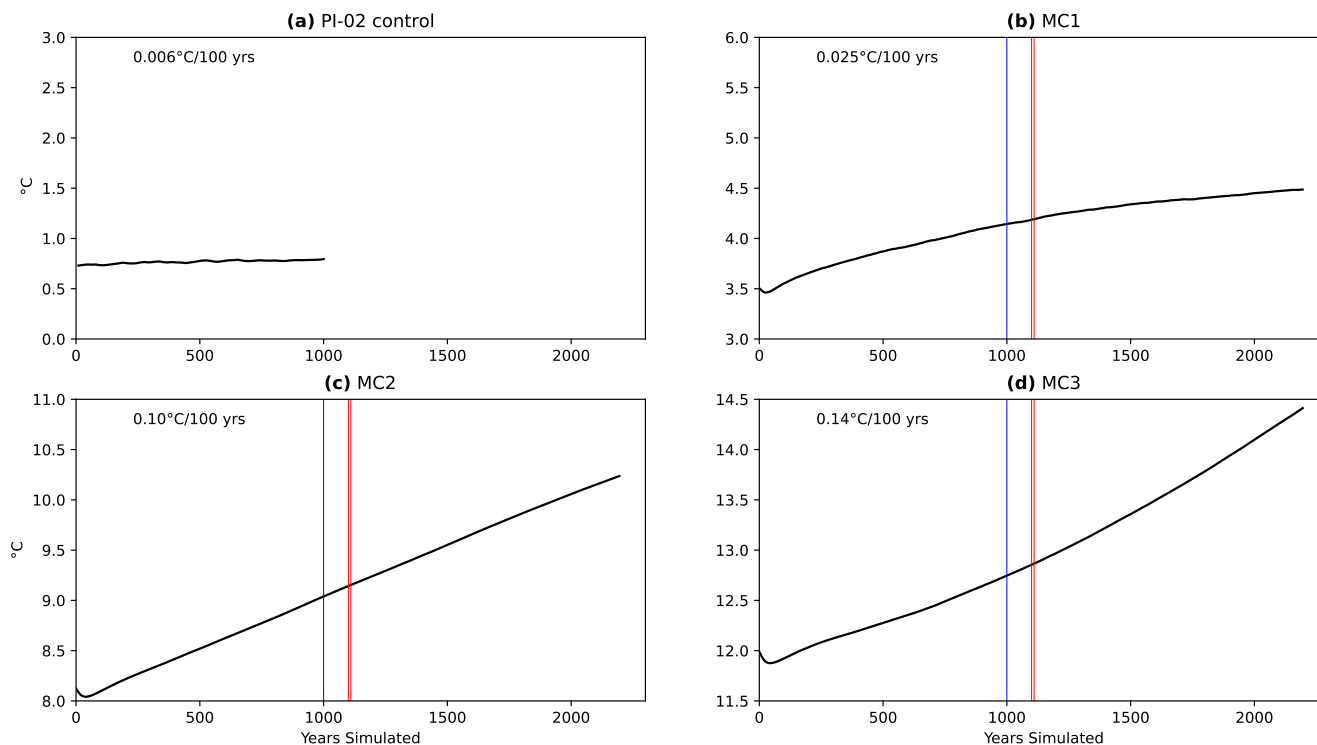 (a) PI-02 control
3.0
2.5
2.0
1.5
1.0
0.5
0.0
°C
0.006°C/100 yrs
0 500 1000 1500 2000
(b) MC1
6.0
5.5
5.0
4.5
4.0
3.5
3.0
0.025°C/100 yrs
0 500 1000 1500 2000
(c) MC2
11.0
10.5
10.0
9.5
9.0
8.5
8.0
°C
0.10°C/100 yrs
0 500 1000 1500 2000
Years Simulated
(d) MC3
14.5
14.0
13.5
13.0
12.5
12.0
11.5
0.14°C/100 yrs
0 500 1000 1500 2000
Years Simulated